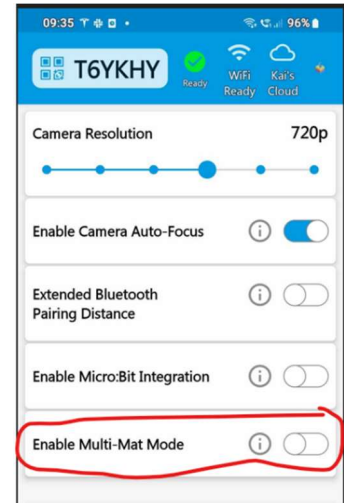 09:35
96%
T6YKHY
Ready
WiFi
Ready
Kai's
Cloud
Camera Resolution
720p
Enable Camera Auto-Focus
Extended Bluetooth
Pairing Distance
Enable Micro:Bit Integration
Enable Multi-Mat Mode